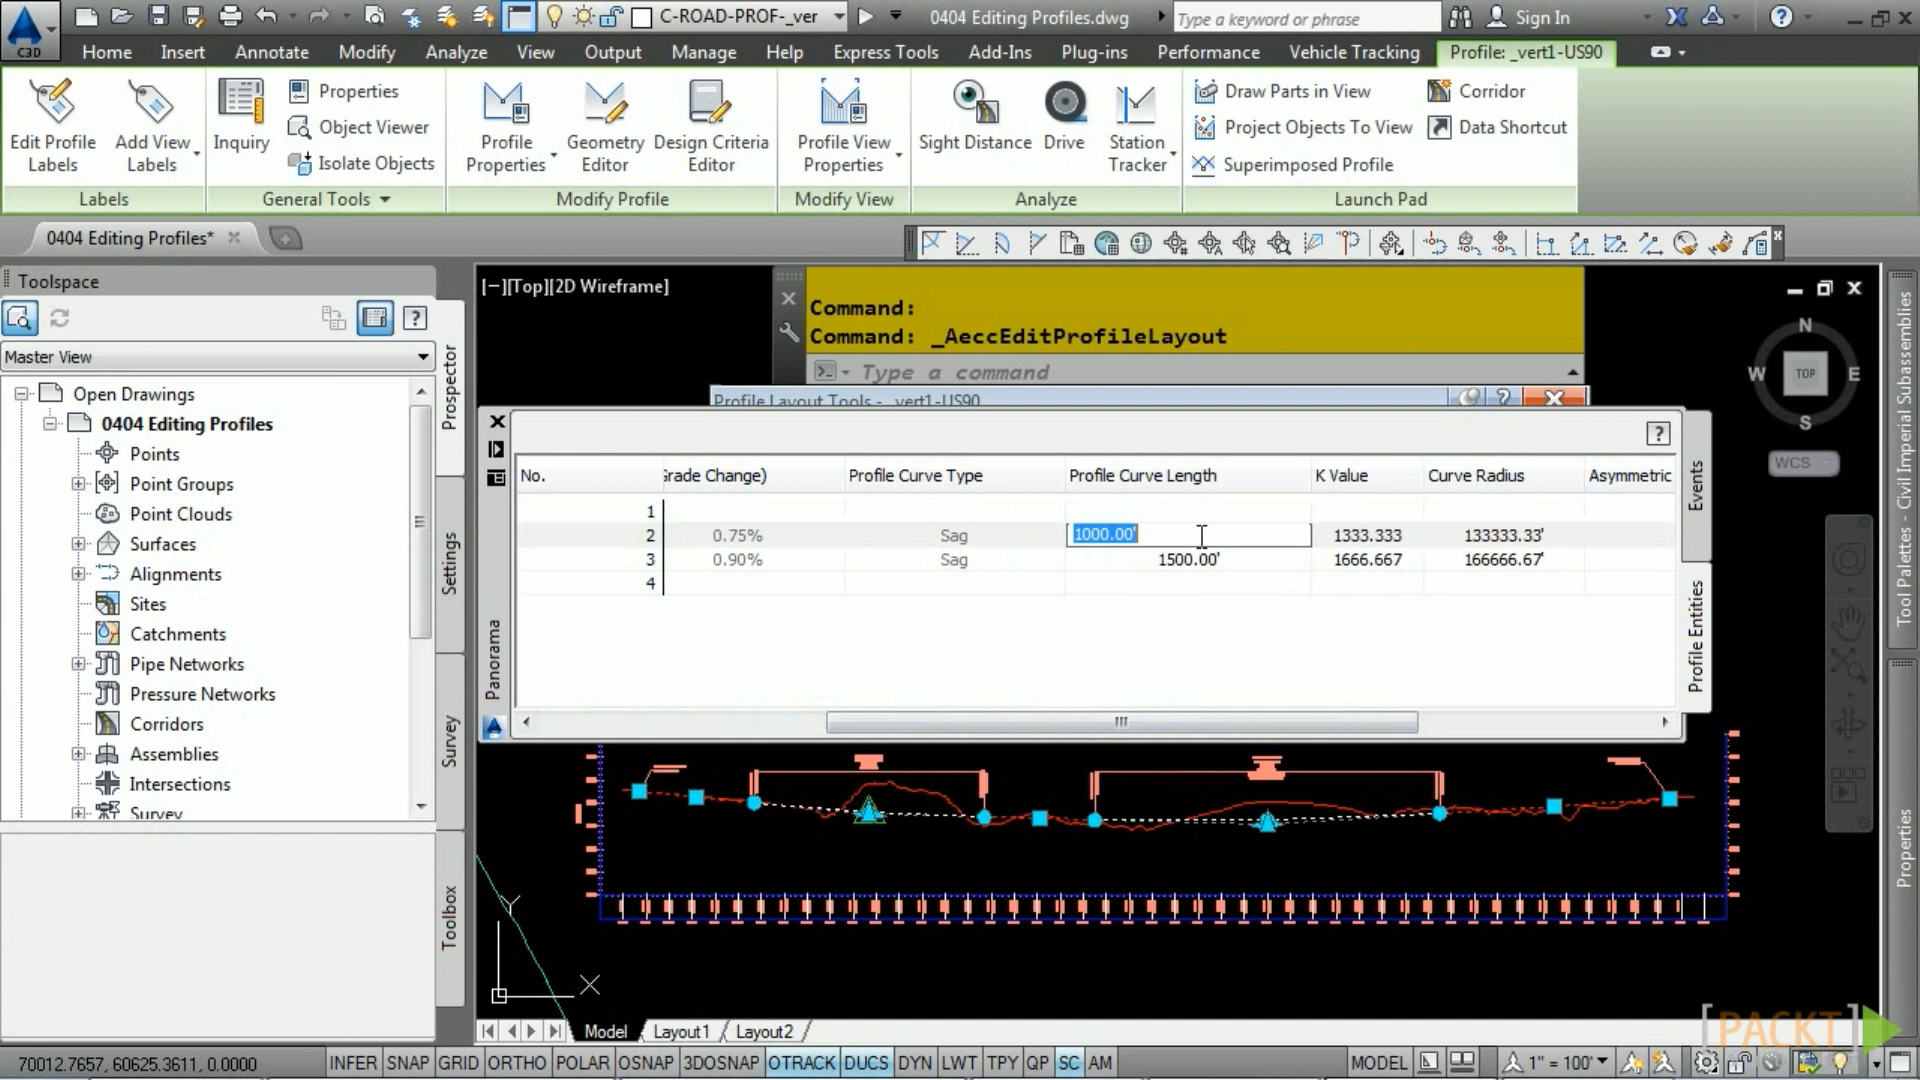 C-ROAD-PROF-_ver
0404 Editing Profiles.dwg
Type a keyword or phrase
Sign In
C3D
Home Insert Annotate Modify Analyze View Output Manage Help Express Tools Add-Ins Plug-ins Performance Vehicle Tracking Profile: _vert1-US90
Edit Profile Labels
Add View Labels
Inquiry
Properties
Object Viewer
Isolate Objects
Profile Properties
Geometry Editor
Design Criteria Editor
Profile View Properties
Sight Distance
Drive
Station Tracker
Draw Parts in View
Project Objects To View
Superimposed Profile
Corridor
Data Shortcut
Labels General Tools Modify Profile Modify View Analyze Launch Pad
0404 Editing Profiles*
Toolspace
Master View
Open Drawings
0404 Editing Profiles
Points
Point Groups
Point Clouds
Surfaces
Alignments
Sites
Catchments
Pipe Networks
Pressure Networks
Corridors
Assemblies
Intersections
Survey
Prospector
Settings
Survey
Toolbox
[−][Top][2D Wireframe]
Command:
Command: _AeccEditProfileLayout
Type a command
Profile Layout Tools - _vert1-US90
No. Grade Change) Profile Curve Type Profile Curve Length K Value Curve Radius Asymmetric
1
2 0.75% Sag 1000.00' 1333.333 133333.33'
3 0.90% Sag 1500.00' 1666.667 166666.67'
4
Panorama
Events
Profile Entities
N
W TOP E
S
WCS
Tool Palettes - Civil Imperial Subassemblies
Properties
Y
X
Model Layout1 Layout2
[PACKT]
70012.7657, 60625.3611, 0.0000 INFER SNAP GRID ORTHO POLAR OSNAP 3DOSNAP OTRACK DUCS DYN LWT TPY QP SC AM MODEL 1" = 100'